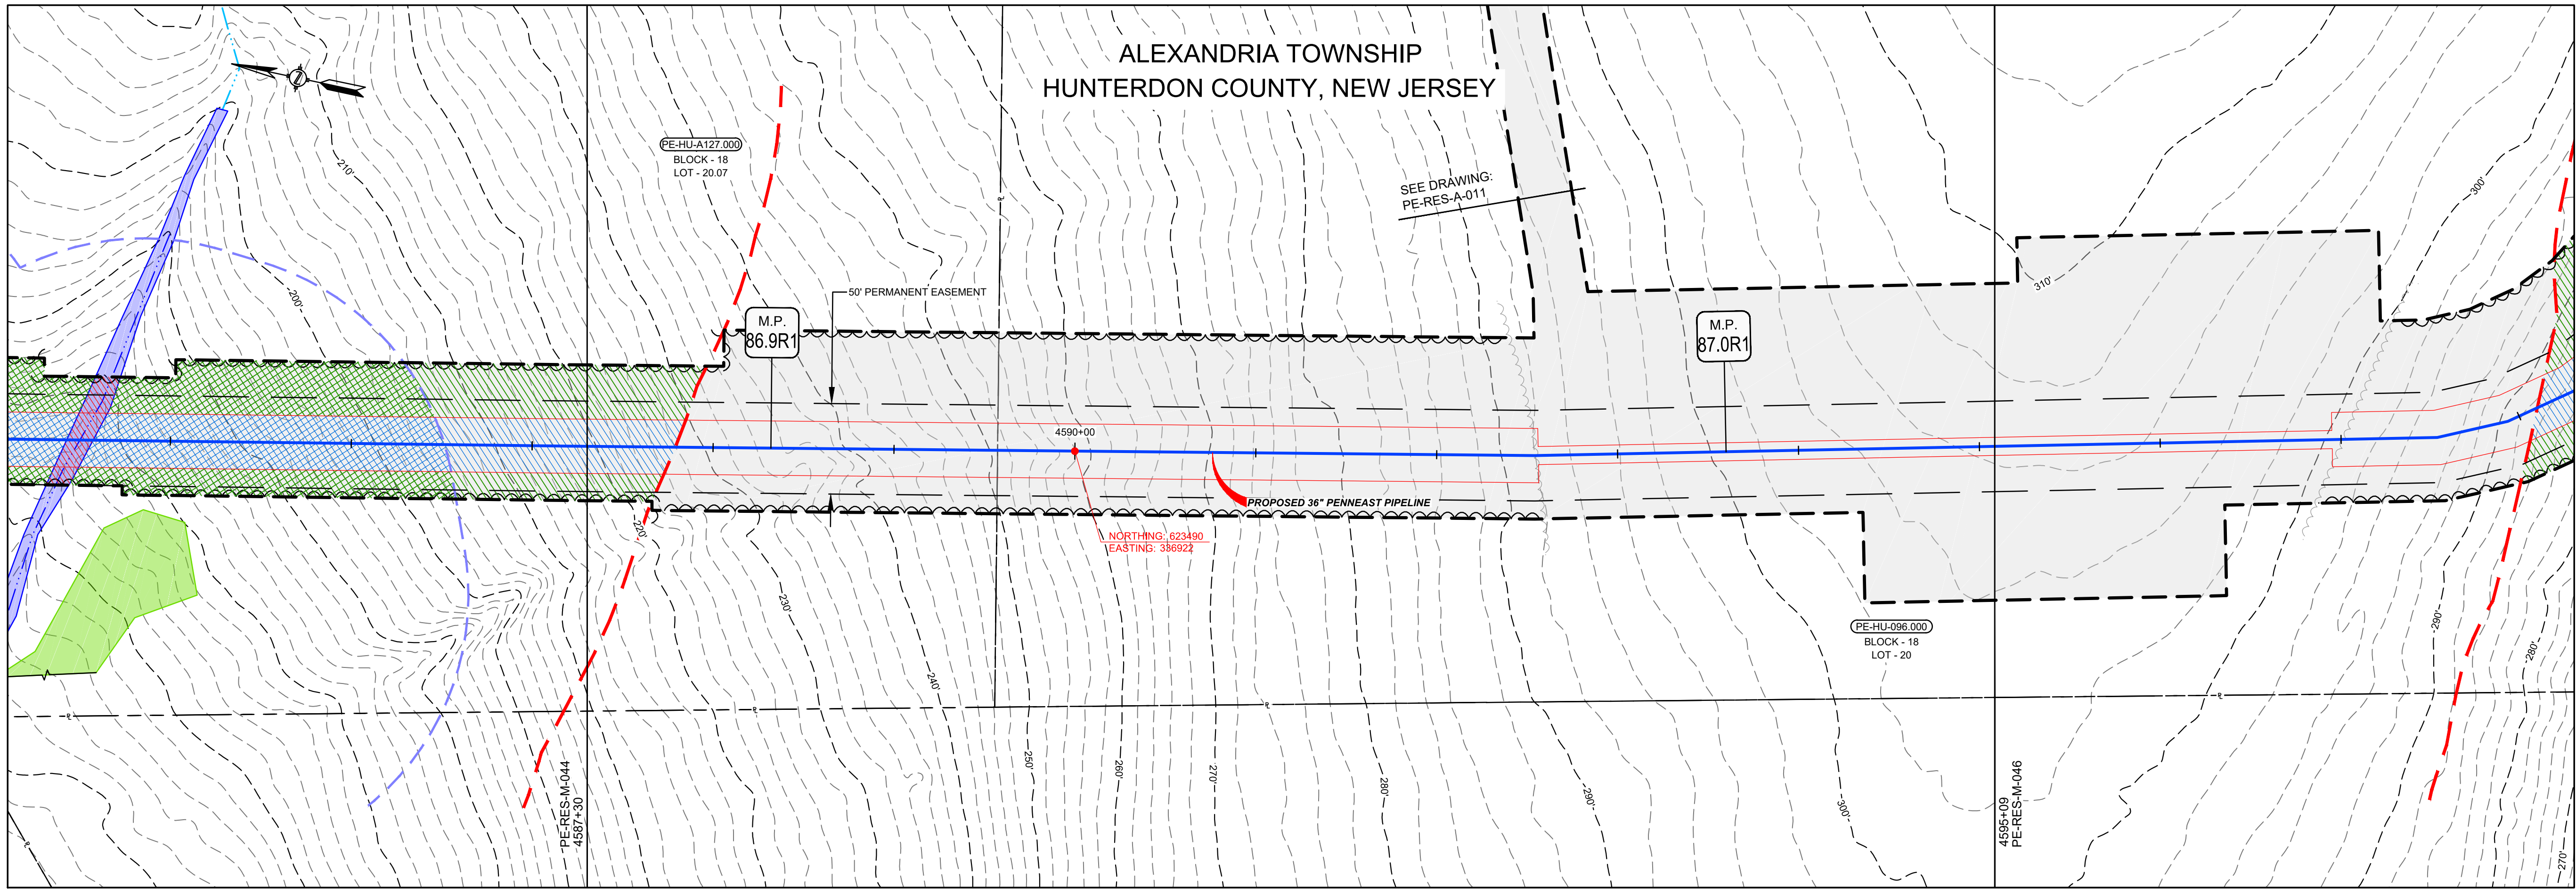 ALEXANDRIA TOWNSHIP
HUNTERDON COUNTY, NEW JERSEY
PE-HU-A127.000
BLOCK - 18
LOT - 20.07
210'
200'
SEE DRAWING:
PE-RES-A-011
300'
310'
50' PERMANENT EASEMENT
M.P.
86.9R1
M.P.
87.0R1
4590+00
PROPOSED 36" PENNEAST PIPELINE
NORTHING: 623490
EASTING: 336922
220'
230'
240'
250'
260'
270'
280'
290'
300'
PE-HU-096.000
BLOCK - 18
LOT - 20
290'
280'
270'
PE-RES-M-044
4587+30
4595+09
PE-RES-M-046